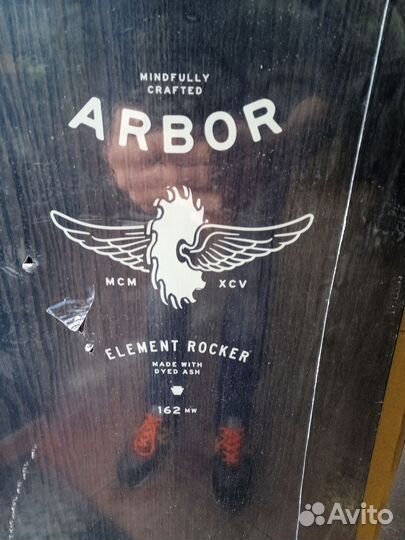 MINDFULLY
CRAFTED
ARBOR
MCM XCV
ELEMENT ROCKER
MADE WITH
DYED ASH
162 MW
Avito